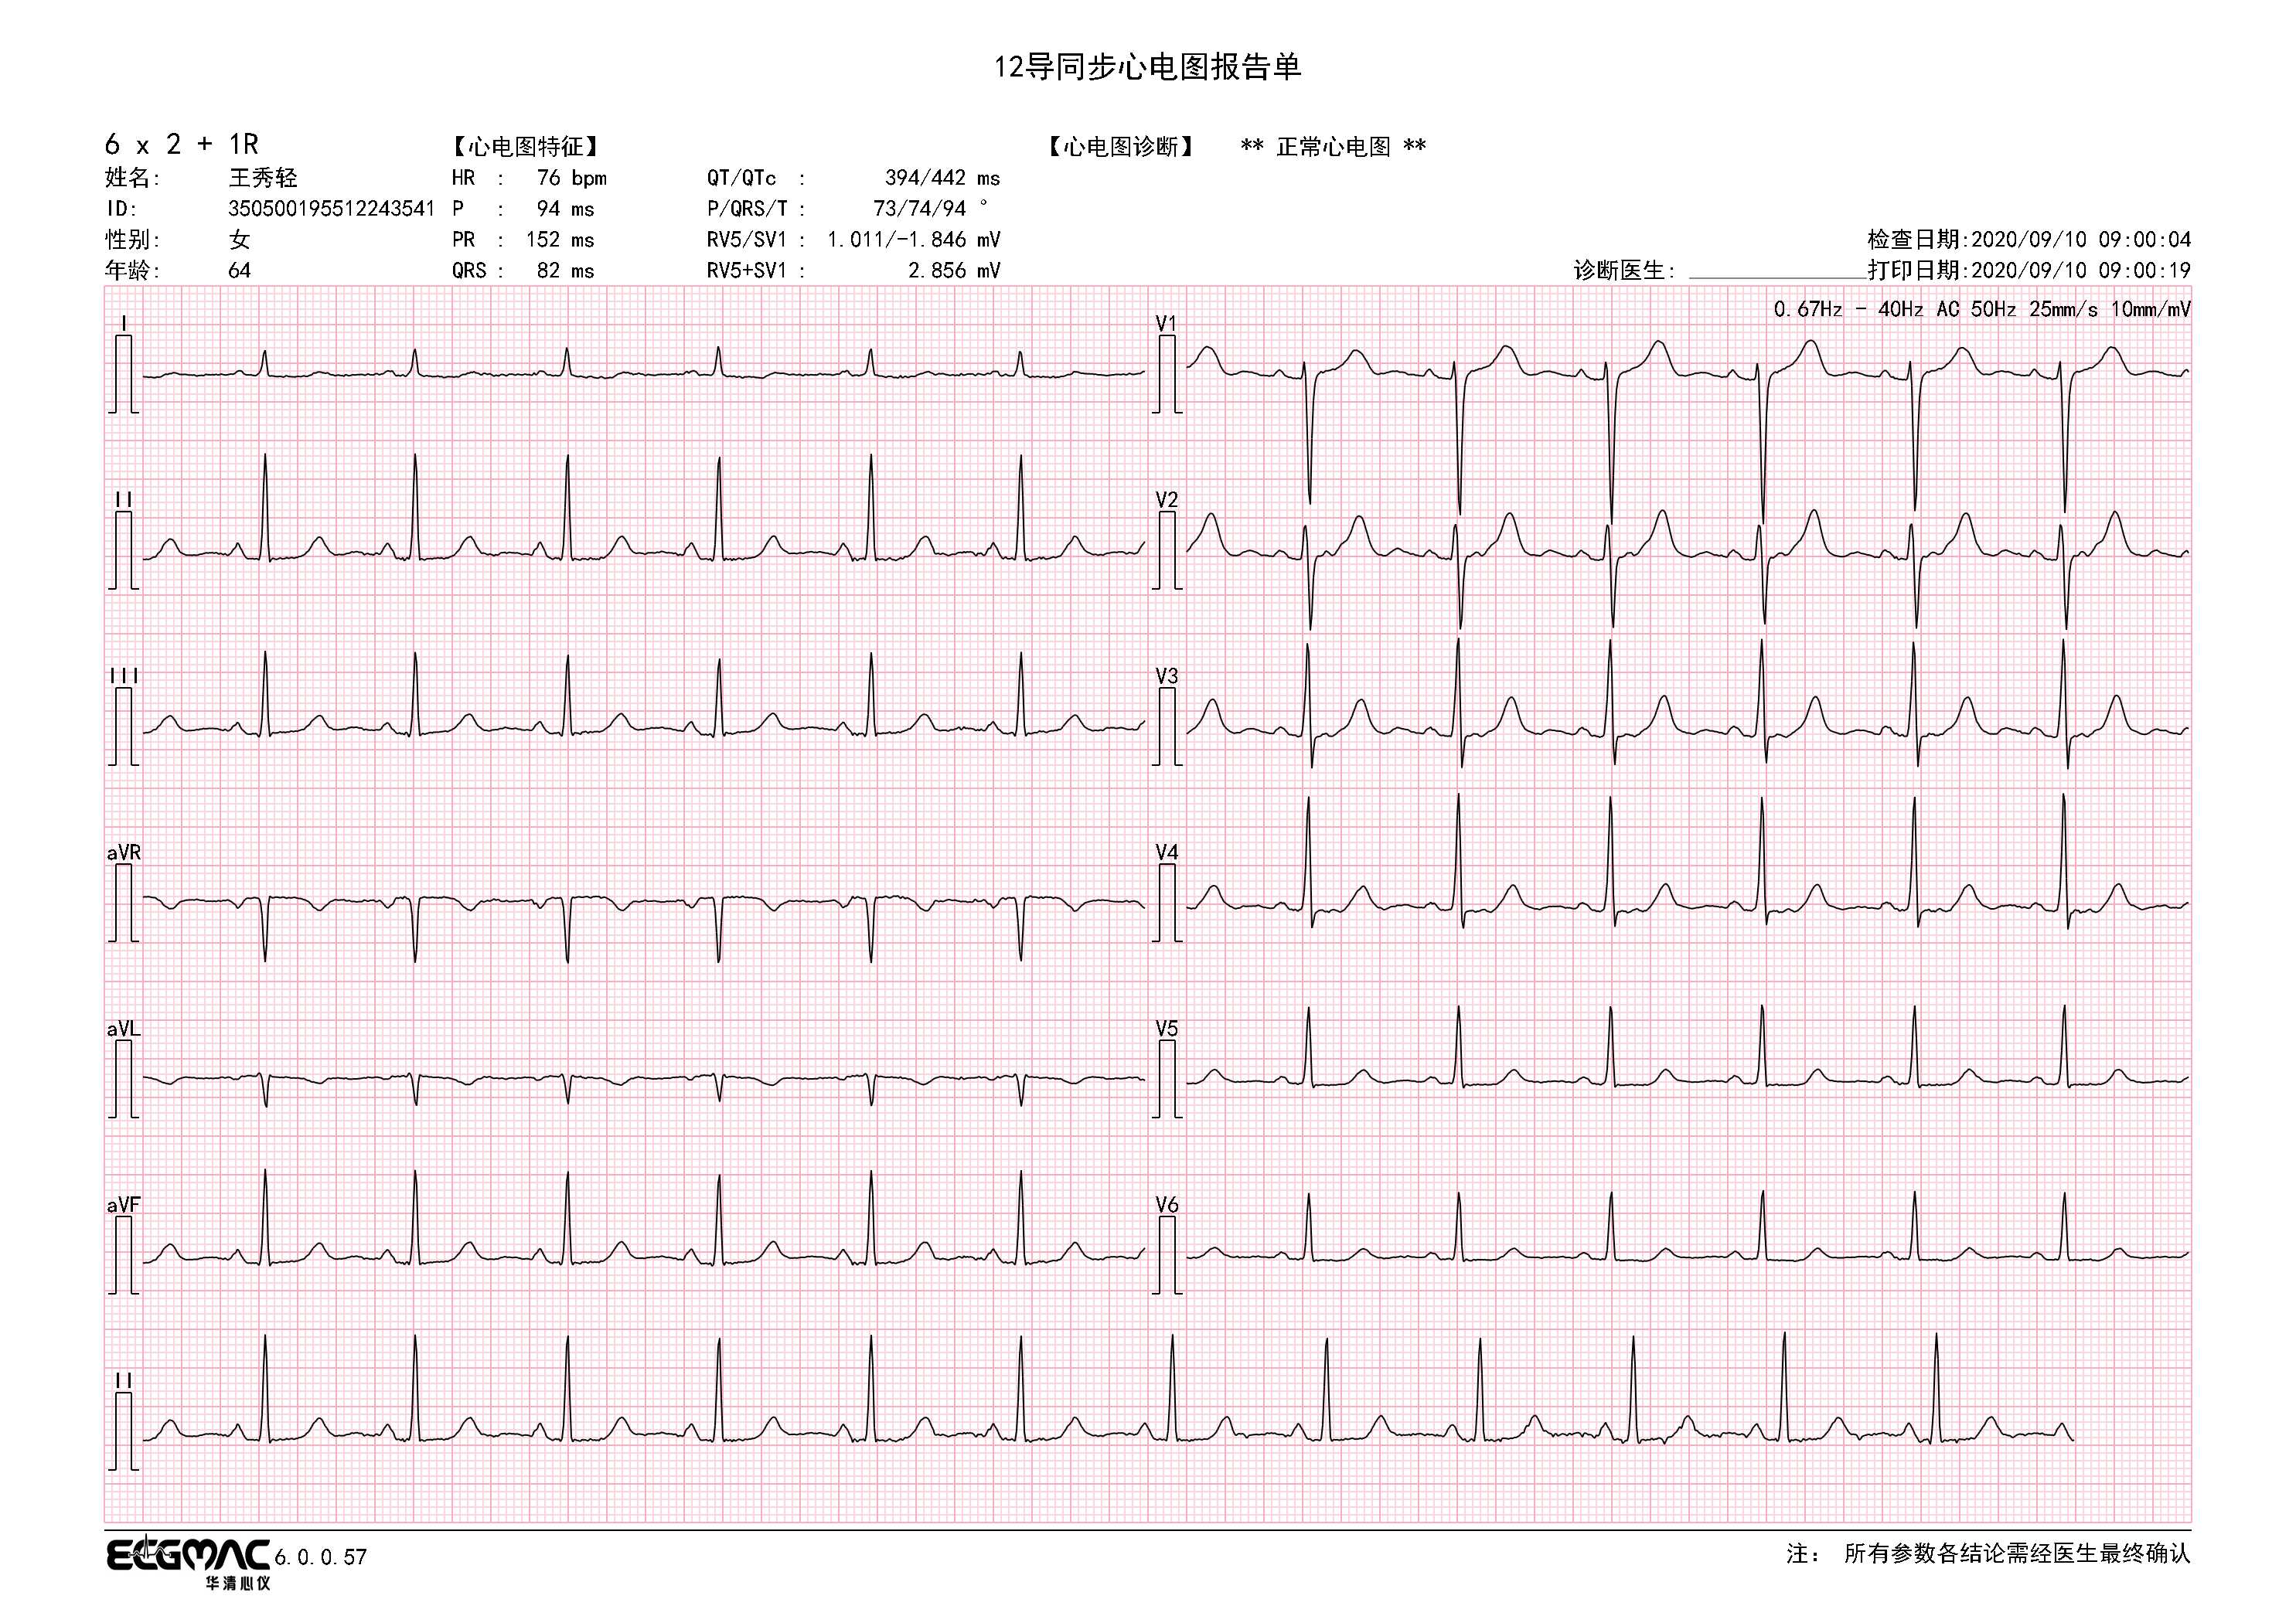 12导同步心电图报告单
6 x 2 + 1R 【心电图特征】 【心电图诊断】 ** 正常心电图 **
姓名: 王秀轻 HR : 76 bpm QT/QTc : 394/442 ms
ID: 350500195512243541 P : 94 ms P/QRS/T : 73/74/94 °
性别: 女 PR : 152 ms RV5/SV1 : 1.011/-1.846 mV 检查日期:2020/09/10 09:00:04
年龄: 64 QRS : 82 ms RV5+SV1 : 2.856 mV 诊断医生: 打印日期:2020/09/10 09:00:19
0.67Hz - 40Hz AC 50Hz 25mm/s 10mm/mV
I V1
II V2
III V3
aVR V4
aVL V5
aVF V6
II
ECGMAC 6.0.0.57 注: 所有参数各结论需经医生最终确认
华清心仪